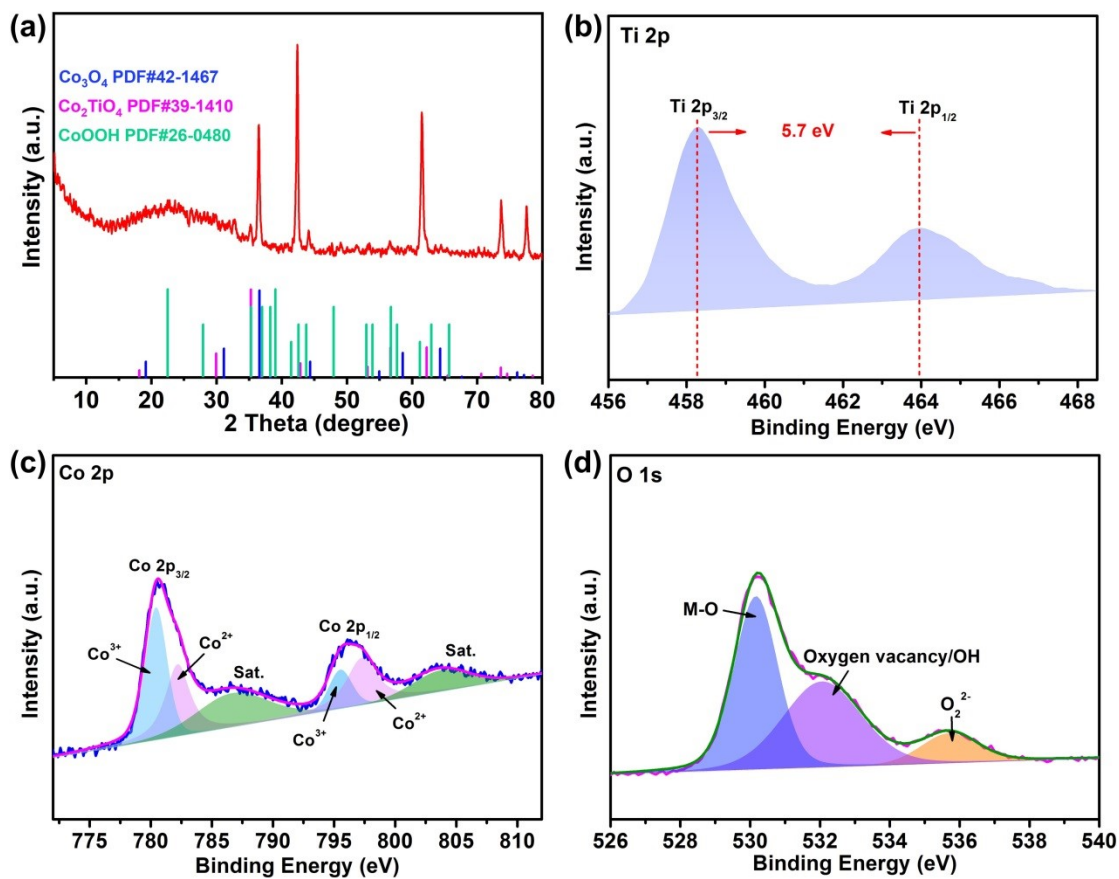 (a)
Co₃O₄ PDF#42-1467
Co₂TiO₄ PDF#39-1410
CoOOH PDF#26-0480
Intensity (a.u.)
10 20 30 40 50 60 70 80
2 Theta (degree)
(b)
Ti 2p
Ti 2p₃/₂
Ti 2p₁/₂
5.7 eV
Intensity (a.u.)
456 458 460 462 464 466 468
Binding Energy (eV)
(c)
Co 2p
Co 2p₃/₂
Co³⁺
Co²⁺
Sat.
Co 2p₁/₂
Sat.
Co³⁺
Co²⁺
Intensity (a.u.)
775 780 785 790 795 800 805 810
Binding Energy (eV)
(d)
O 1s
M-O
Oxygen vacancy/OH
O₂²⁻
Intensity (a.u.)
526 528 530 532 534 536 538 540
Binding Energy (eV)